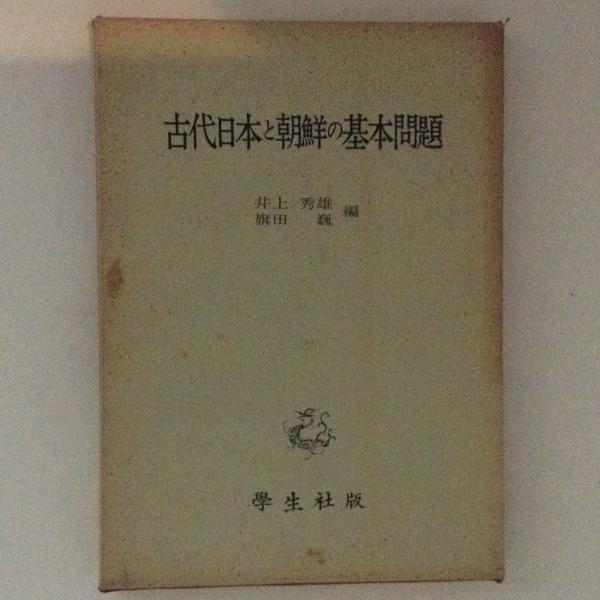 古代日本と朝鮮の基本問題
井上 秀雄
旗田 巍 編
學生社版